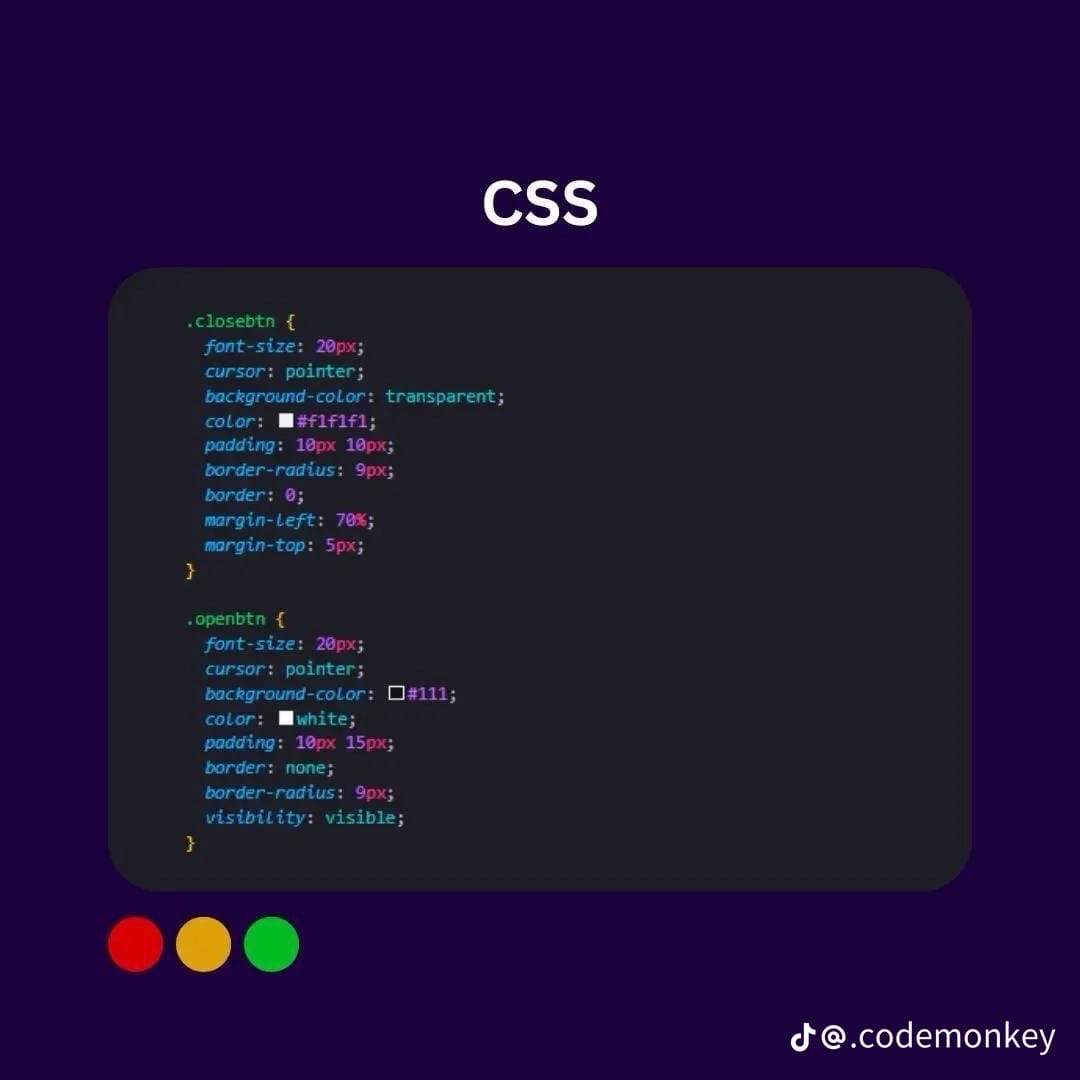 CSS
.closebtn {
font-size: 20px;
cursor: pointer;
background-color: transparent;
color: #f1f1f1;
padding: 10px 10px;
border-radius: 9px;
border: 0;
margin-left: 70%;
margin-top: 5px;
}
.openbtn {
font-size: 20px;
cursor: pointer;
background-color: #111;
color: white;
padding: 10px 15px;
border: none;
border-radius: 9px;
visibility: visible;
}
@.codemonkey